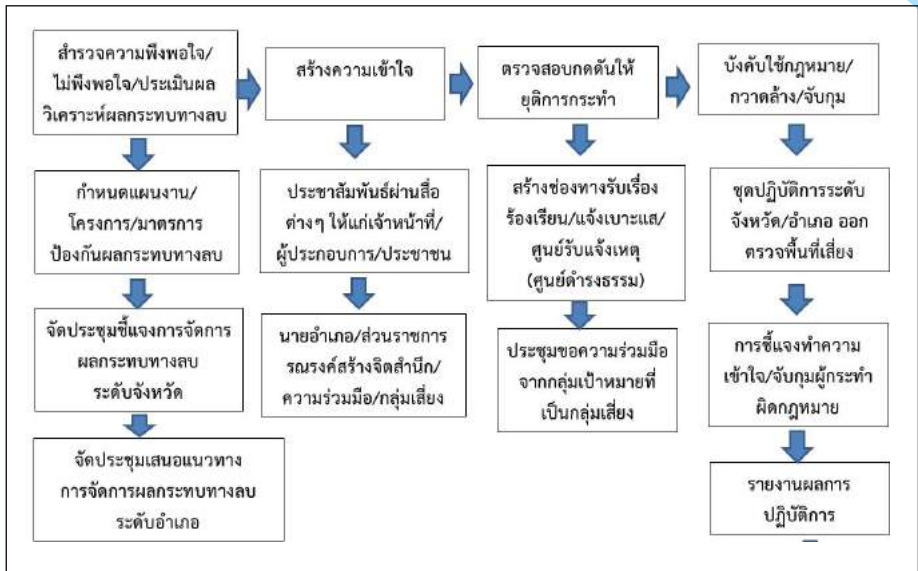 สำรวจความพึงพอใจ/
ไม่พึงพอใจ/ประเมินผล
วิเคราะห์ผลกระทบทางลบ
กำหนดแผนงาน/
โครงการ/มาตรการ
ป้องกันผลกระทบทางลบ
จัดประชุมชี้แจงการจัดการ
ผลกระทบทางลบ
ระดับจังหวัด
จัดประชุมเสนอแนวทาง
การจัดการผลกระทบทางลบ
ระดับอำเภอ
สร้างความเข้าใจ
ประชาสัมพันธ์ผ่านสื่อ
ต่างๆ ให้แก่เจ้าหน้าที่/
ผู้ประกอบการ/ประชาชน
นายอำเภอ/ส่วนราชการ
รณรงค์สร้างจิตสำนึก/
ความร่วมมือ/กลุ่มเสี่ยง
ตรวจสอบกดดันให้
ยุติการกระทำ
สร้างช่องทางรับเรื่อง
ร้องเรียน/แจ้งเบาะแส/
ศูนย์รับแจ้งเหตุ
(ศูนย์ดำรงธรรม)
ประชุมขอความร่วมมือ
จากกลุ่มเป้าหมายที่
เป็นกลุ่มเสี่ยง
บังคับใช้กฎหมาย/
กวาดล้าง/จับกุม
ชุดปฏิบัติการระดับ
จังหวัด/อำเภอ ออก
ตรวจพื้นที่เสี่ยง
การชี้แจงทำความ
เข้าใจ/จับกุมผู้กระทำ
ผิดกฎหมาย
รายงานผลการ
ปฏิบัติการ